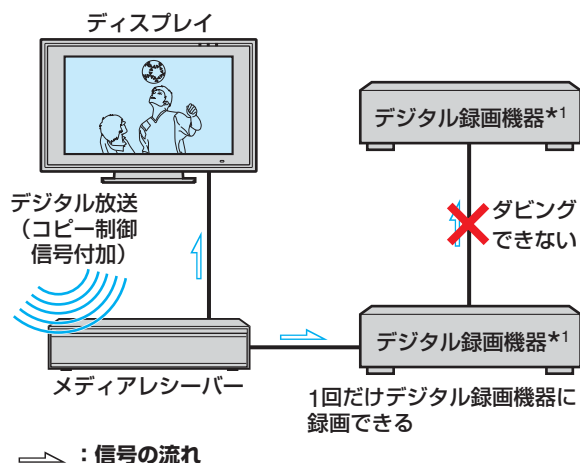 ディスプレイ
デジタル録画機器*1
デジタル放送
（コピー制御
信号付加）
ダビング
できない
デジタル録画機器*1
メディアレシーバー
1回だけデジタル録画機器に
録画できる
：信号の流れ